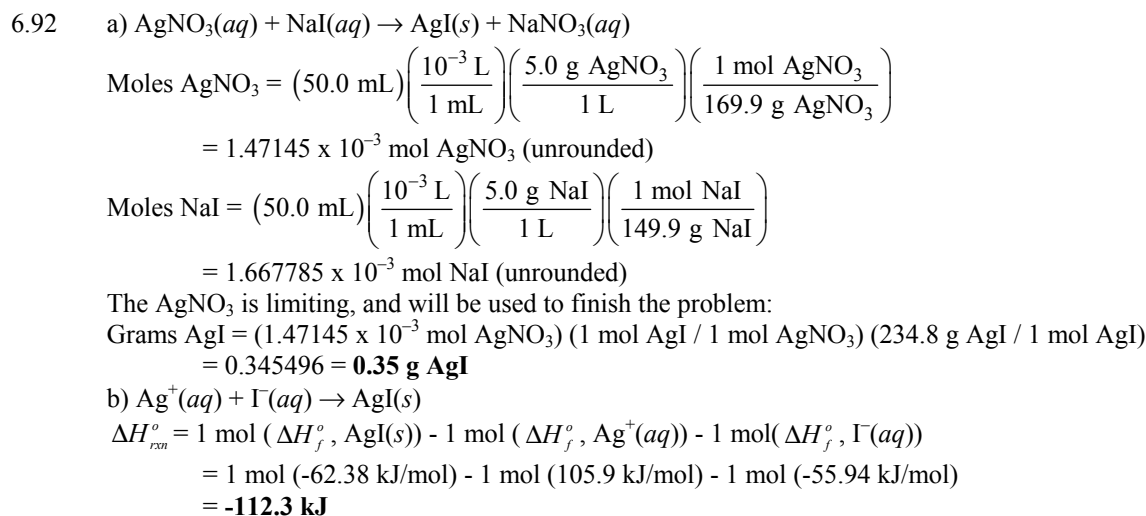 6.92 a) AgNO₃(aq) + NaI(aq) → AgI(s) + NaNO₃(aq)
Moles AgNO₃ = (50.0 mL)(10⁻³ L / 1 mL)(5.0 g AgNO₃ / 1 L)(1 mol AgNO₃ / 169.9 g AgNO₃)
= 1.47145 x 10⁻³ mol AgNO₃ (unrounded)
Moles NaI = (50.0 mL)(10⁻³ L / 1 mL)(5.0 g NaI / 1 L)(1 mol NaI / 149.9 g NaI)
= 1.667785 x 10⁻³ mol NaI (unrounded)
The AgNO₃ is limiting, and will be used to finish the problem:
Grams AgI = (1.47145 x 10⁻³ mol AgNO₃) (1 mol AgI / 1 mol AgNO₃) (234.8 g AgI / 1 mol AgI)
= 0.345496 = 0.35 g AgI
b) Ag⁺(aq) + I⁻(aq) → AgI(s)
ΔH°rxn = 1 mol ( ΔH°f , AgI(s)) - 1 mol ( ΔH°f , Ag⁺(aq)) - 1 mol( ΔH°f , I⁻(aq))
= 1 mol (-62.38 kJ/mol) - 1 mol (105.9 kJ/mol) - 1 mol (-55.94 kJ/mol)
= -112.3 kJ